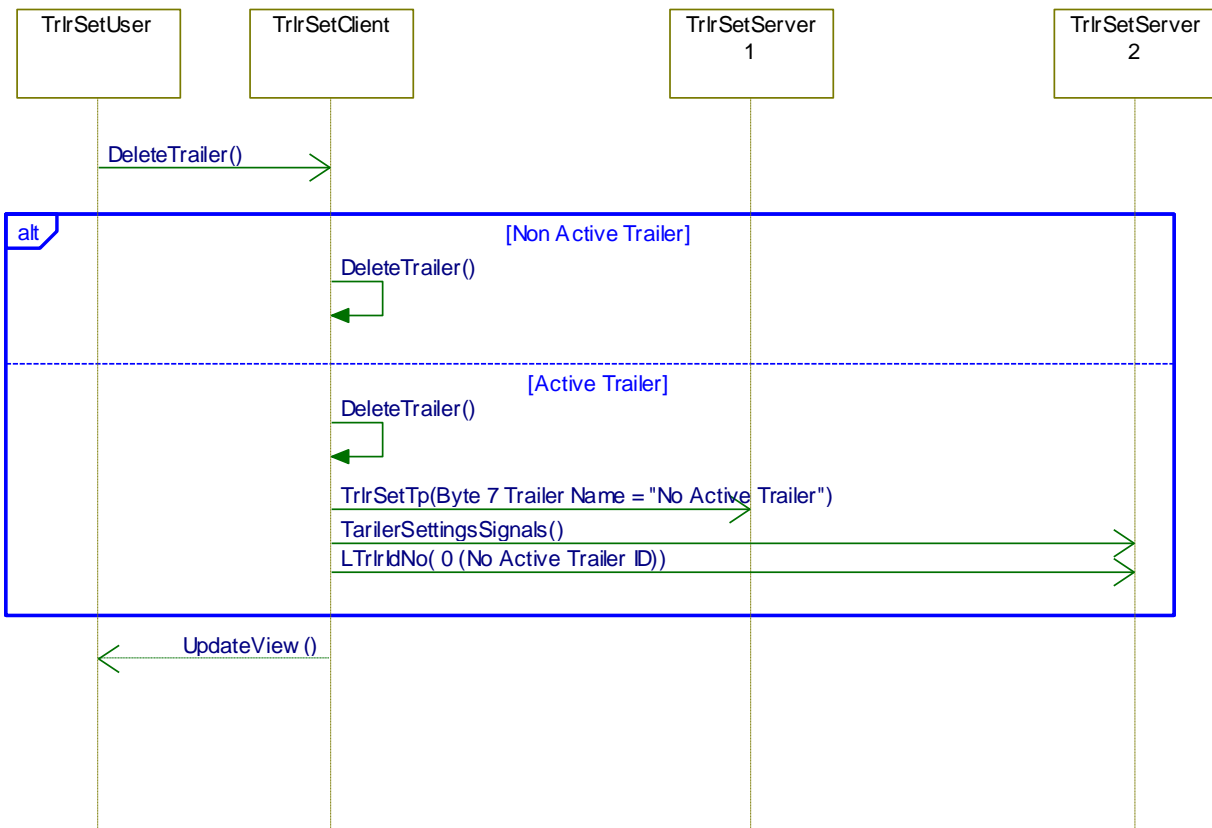 TrlrSetUser
TrlrSetClient
TrlrSetServer
1
TrlrSetServer
2
DeleteTrailer()
alt
[Non Active Trailer]
DeleteTrailer()
[Active Trailer]
DeleteTrailer()
TrlrSetTp(Byte 7 Trailer Name = "No Active Trailer")
TarilerSettingsSignals()
LTrlrIdNo( 0 (No Active Trailer ID))
UpdateView()